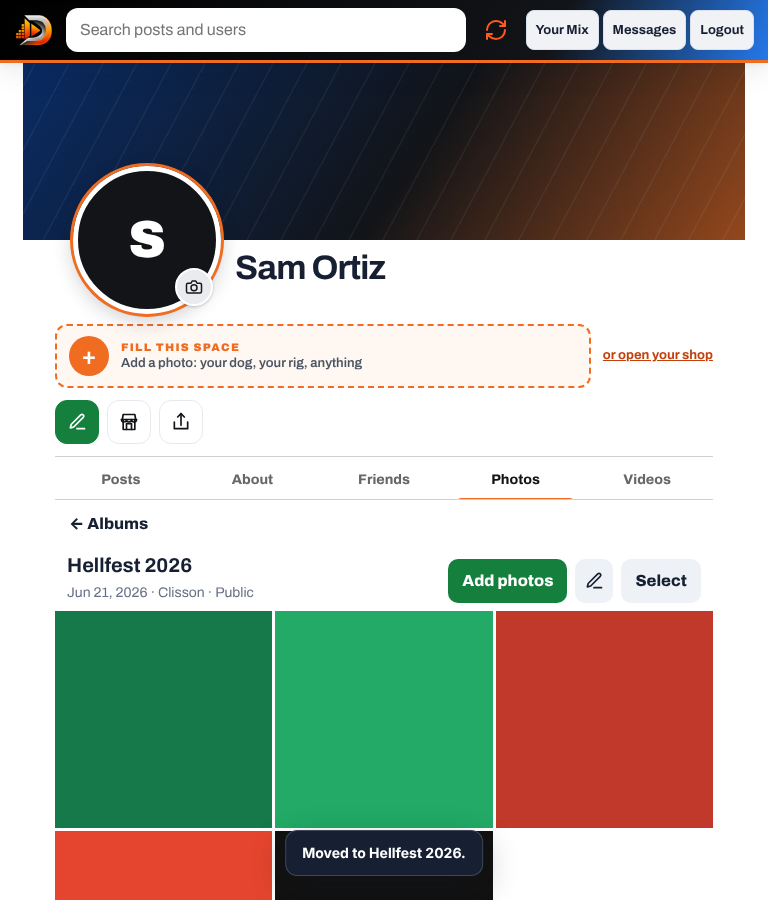 Search posts and users
Your Mix
Messages
Logout
S
Sam Ortiz
+
FILL THIS SPACE
Add a photo: your dog, your rig, anything
or open your shop
Posts
About
Friends
Photos
Videos
← Albums
Hellfest 2026
Jun 21, 2026 · Clisson · Public
Add photos
Select
Moved to Hellfest 2026.